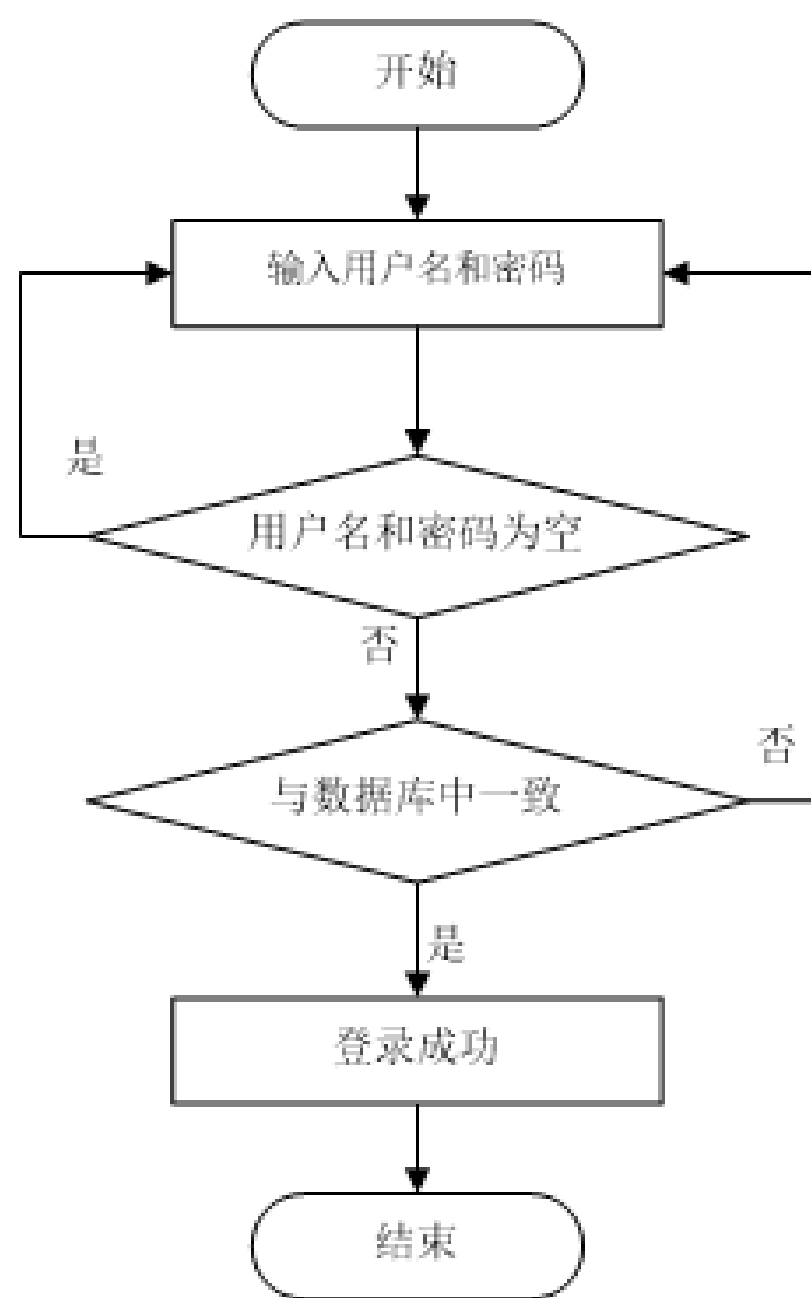 开始
输入用户名和密码
是
用户名和密码为空
否
否
与数据库中一致
是
登录成功
结束